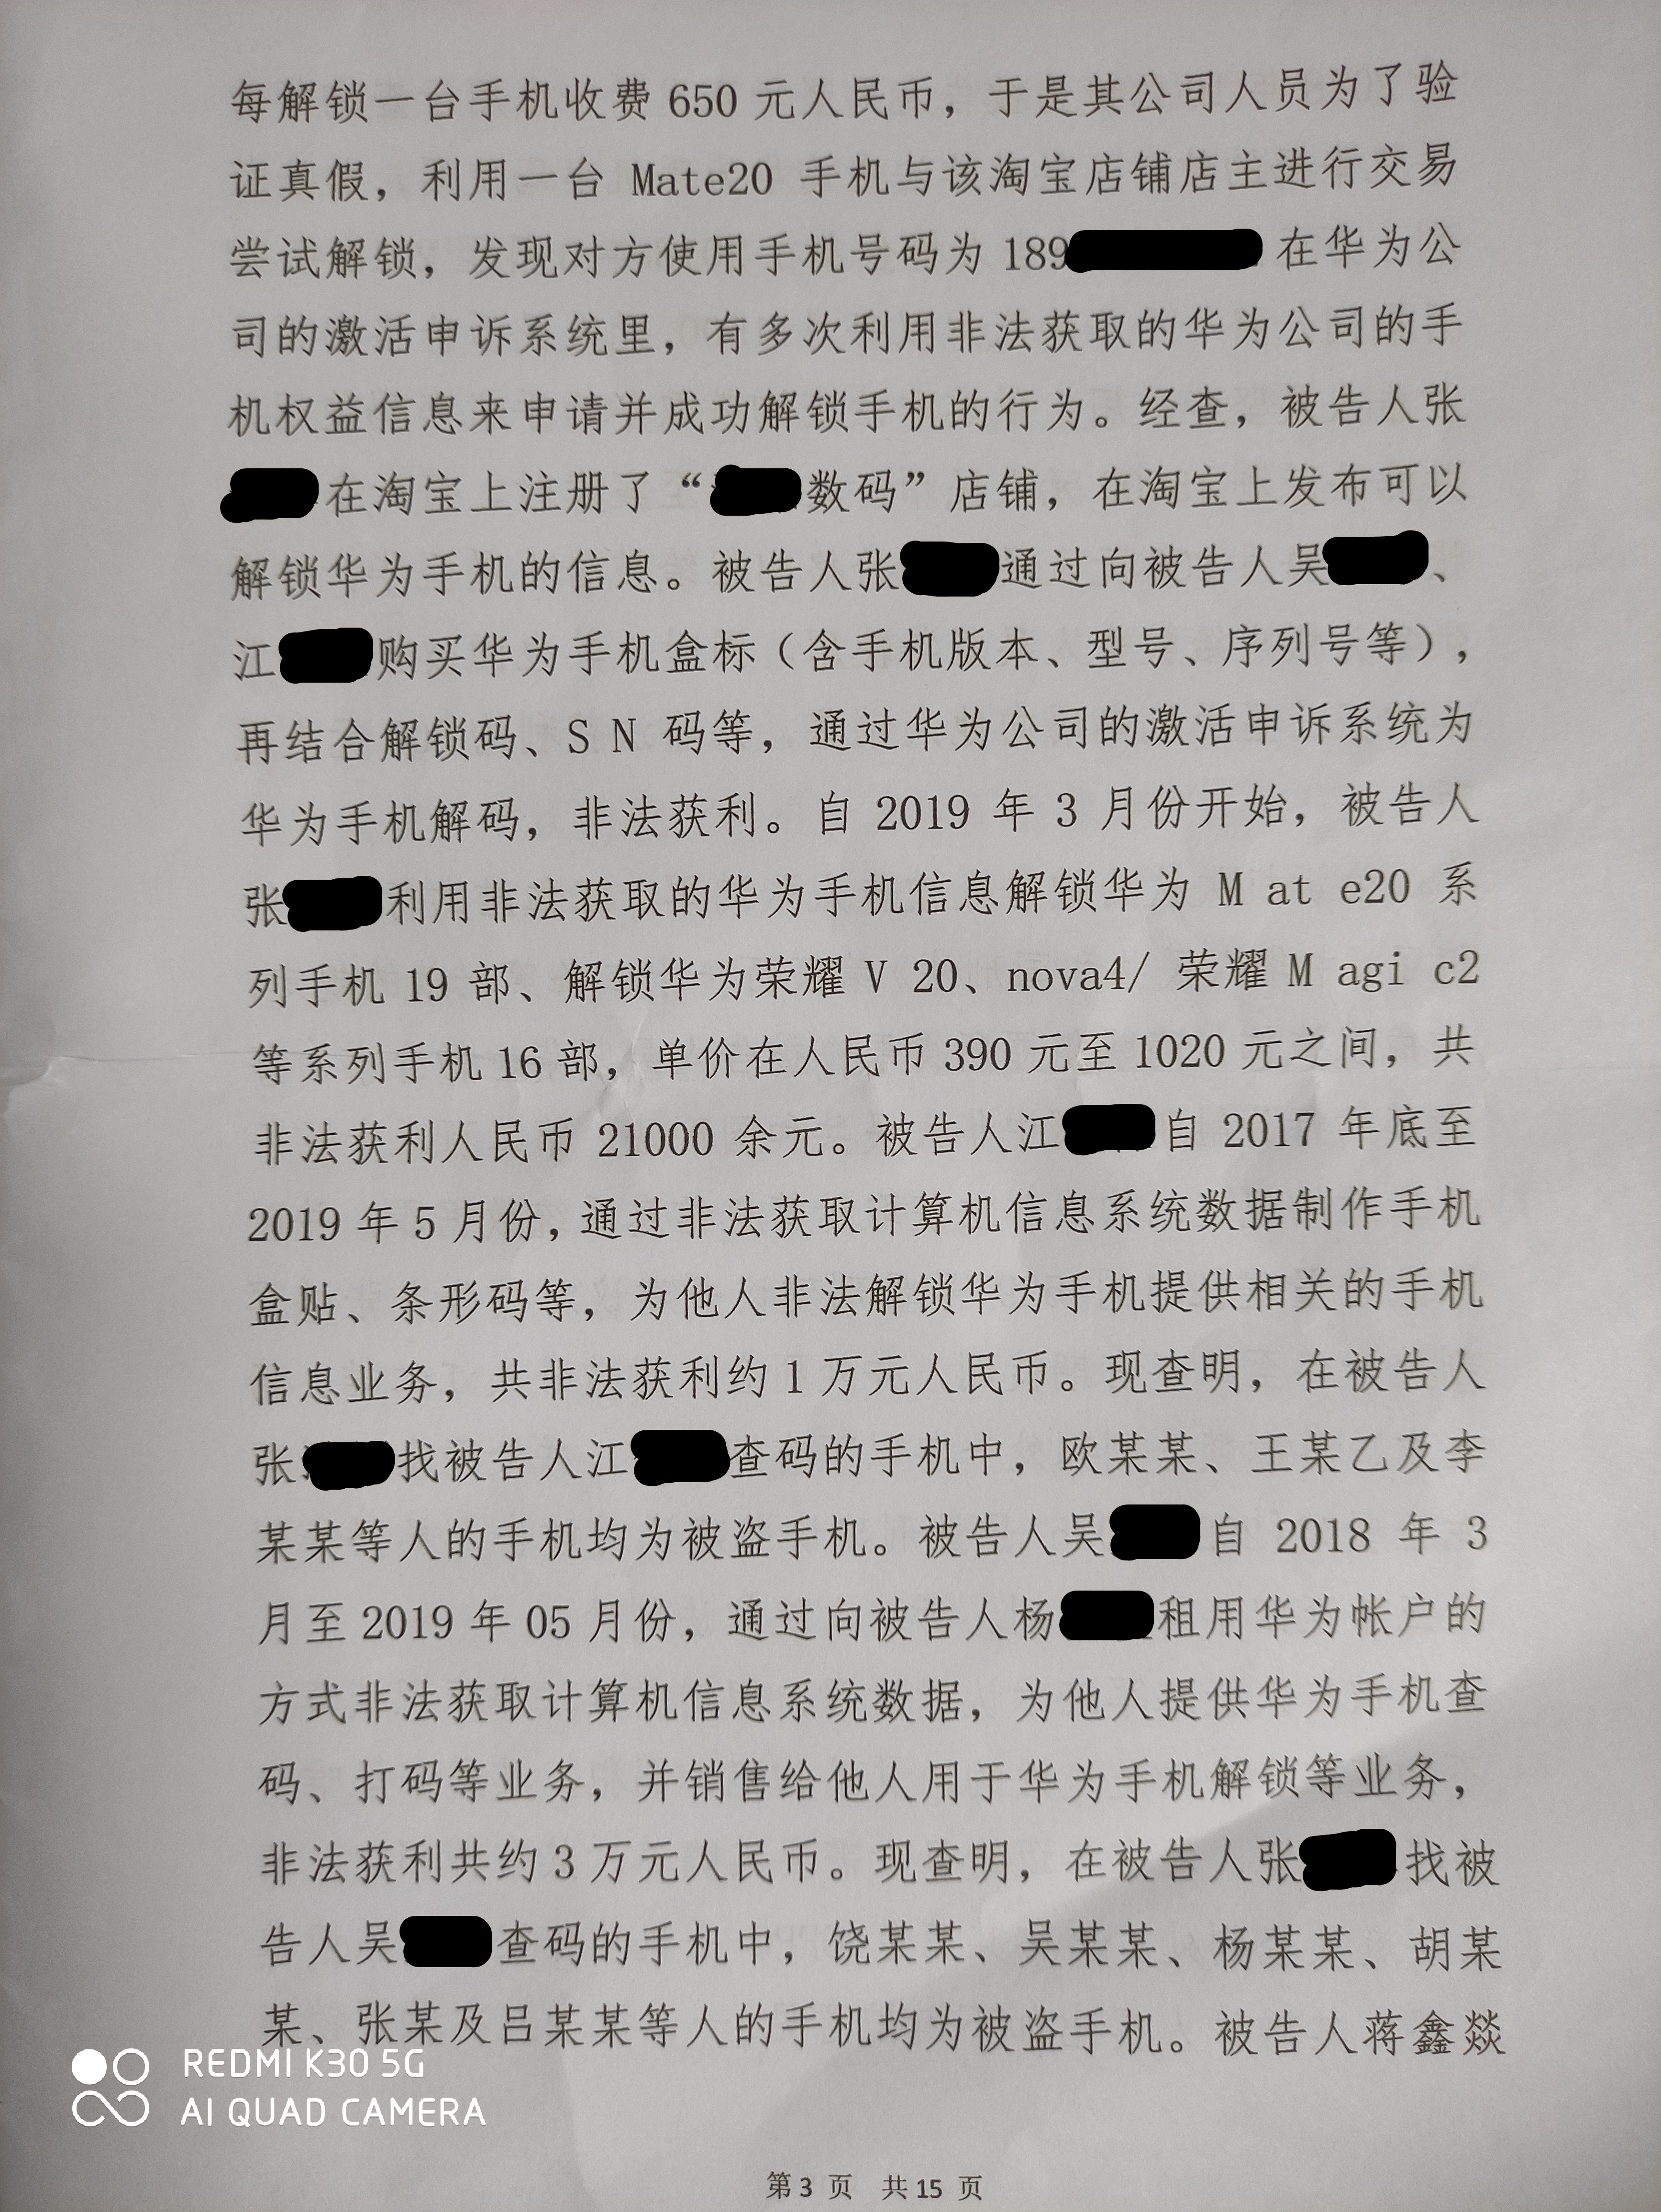 每解锁一台手机收费 650 元人民币，于是其公司人员为了验
证真假，利用一台 Mate20 手机与该淘宝店铺店主进行交易
尝试解锁，发现对方使用手机号码为 189 在华为公
司的激活申诉系统里，有多次利用非法获取的华为公司的手
机权益信息来申请并成功解锁手机的行为。经查，被告人张
在淘宝上注册了“ 数码”店铺，在淘宝上发布可以
解锁华为手机的信息。被告人张 通过向被告人吴 、
江 购买华为手机盒标（含手机版本、型号、序列号等），
再结合解锁码、S N 码等，通过华为公司的激活申诉系统为
华为手机解码，非法获利。自 2019 年 3 月份开始，被告人
张 利用非法获取的华为手机信息解锁华为 M at e20 系
列手机 19 部、解锁华为荣耀 V 20、nova4/ 荣耀 M agi c2
等系列手机 16 部，单价在人民币 390 元至 1020 元之间，共
非法获利人民币 21000 余元。被告人江 自 2017 年底至
2019 年 5 月份，通过非法获取计算机信息系统数据制作手机
盒贴、条形码等，为他人非法解锁华为手机提供相关的手机
信息业务，共非法获利约 1 万元人民币。现查明，在被告人
张 找被告人江 查码的手机中，欧某某、王某乙及李
某某等人的手机均为被盗手机。被告人吴 自 2018 年 3
月至 2019 年 05 月份，通过向被告人杨 租用华为帐户的
方式非法获取计算机信息系统数据，为他人提供华为手机查
码、打码等业务，并销售给他人用于华为手机解锁等业务，
非法获利共约 3 万元人民币。现查明，在被告人张 找被
告人吴 查码的手机中，饶某某、吴某某、杨某某、胡某
某、张某及吕某某等人的手机均为被盗手机。被告人蒋鑫燚
REDMI K30 5G
AI QUAD CAMERA
第 3 页 共 15 页